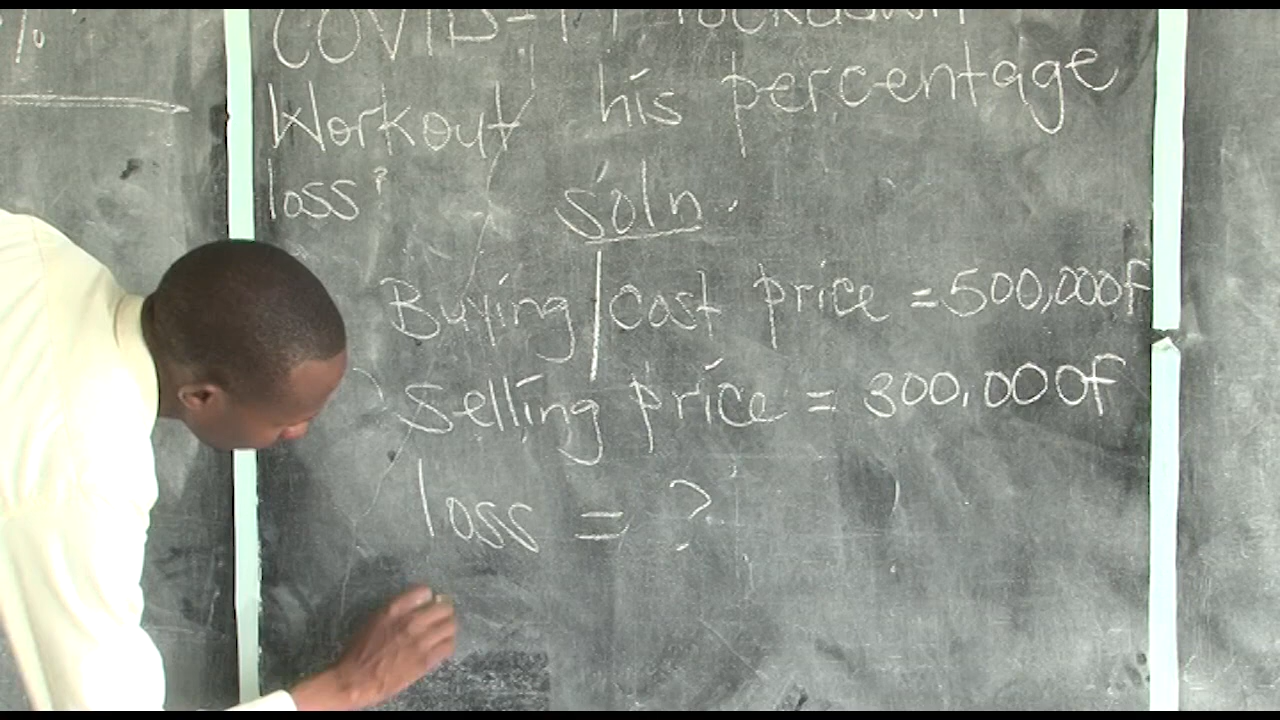 %
COVID-19 lockdown
Workout his percentage
loss?
Soln.
Buying/cost price =500,000F
Selling price = 300,000F
loss = ?